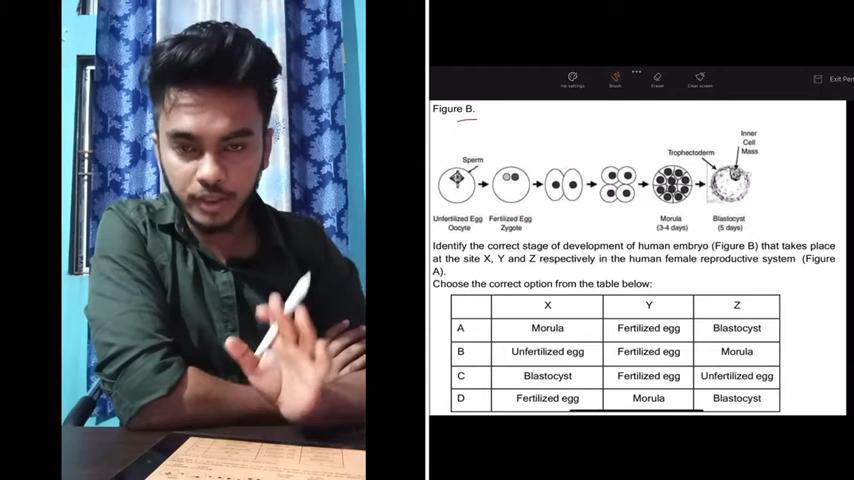 Ink settings
Brush
Eraser
Clear screen
Exit Pen
Figure B.
Sperm
Trophectoderm
Inner
Cell
Mass
Unfertilized Egg
Oocyte
Fertilized Egg
Zygote
Morula
(3-4 days)
Blastocyst
(5 days)
Identify the correct stage of development of human embryo (Figure B) that takes place
at the site X, Y and Z respectively in the human female reproductive system (Figure
A).
Choose the correct option from the table below:
X Y Z
A Morula Fertilized egg Blastocyst
B Unfertilized egg Fertilized egg Morula
C Blastocyst Fertilized egg Unfertilized egg
D Fertilized egg Morula Blastocyst